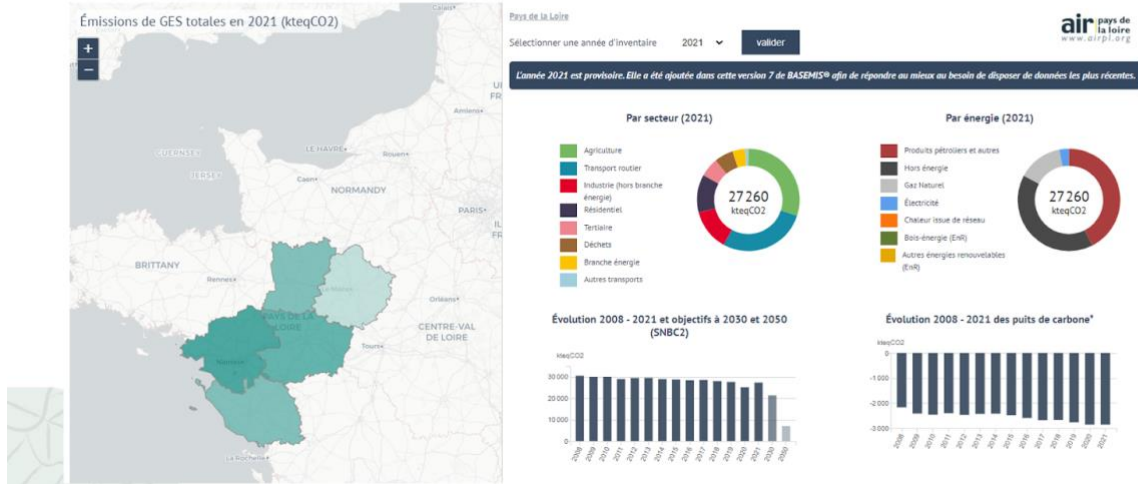 Émissions de GES totales en 2021 (kteqCO2)
+
−
GUERNSEY
JERSEY
LE HAVRE
Rouen
Amiens
Calais
Caen
NORMANDY
PARIS
BRITTANY
Rennes
Le Mans
Orléans
PAYS DE LA
LOIRE
CENTRE-VAL
DE LOIRE
Tours
Nantes
La Rochelle
Pays de la Loire
Sélectionner une année d'inventaire
2021
valider
air pays de
la loire
www.airpl.org
L'année 2021 est provisoire. Elle a été ajoutée dans cette version 7 de BASEMIS® afin de répondre au mieux au besoin de disposer de données les plus récentes.
Par secteur (2021)
Agriculture
Transport routier
Industrie (hors branche
énergie)
Résidentiel
Tertiaire
Déchets
Branche énergie
Autres transports
27 260
kteqCO2
Par énergie (2021)
Produits pétroliers et autres
Hors énergie
Gaz Naturel
Électricité
Chaleur issue de réseau
Bois-énergie (EnR)
Autres énergies renouvelables
(EnR)
27 260
kteqCO2
Évolution 2008 - 2021 et objectifs à 2030 et 2050
(SNBC2)
kteqCO2
30 000
20 000
10 000
0
2008 2009 2010 2011 2012 2013 2014 2015 2016 2017 2018 2019 2020 2021 2030 2050
Évolution 2008 - 2021 des puits de carbone*
kteqCO2
0
-1 000
-2 000
-3 000
2008 2009 2010 2011 2012 2013 2014 2015 2016 2017 2018 2019 2020 2021